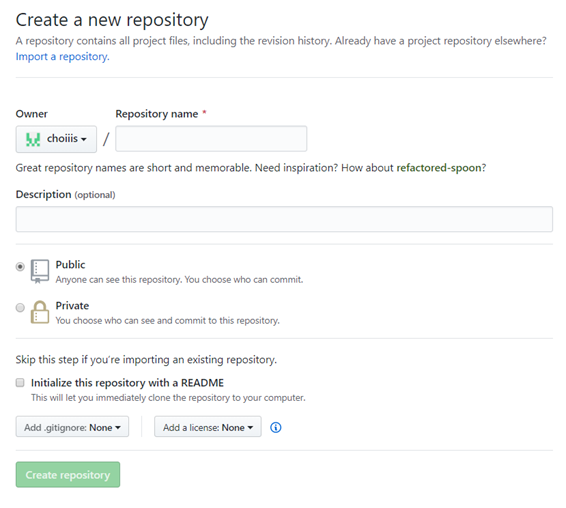 Create a new repository
A repository contains all project files, including the revision history. Already have a project repository elsewhere?
Import a repository.
Owner
Repository name *
choiiis
/
Great repository names are short and memorable. Need inspiration? How about refactored-spoon?
Description (optional)
Public
Anyone can see this repository. You choose who can commit.
Private
You choose who can see and commit to this repository.
Skip this step if you're importing an existing repository.
Initialize this repository with a README
This will let you immediately clone the repository to your computer.
Add .gitignore: None
Add a license: None
Create repository